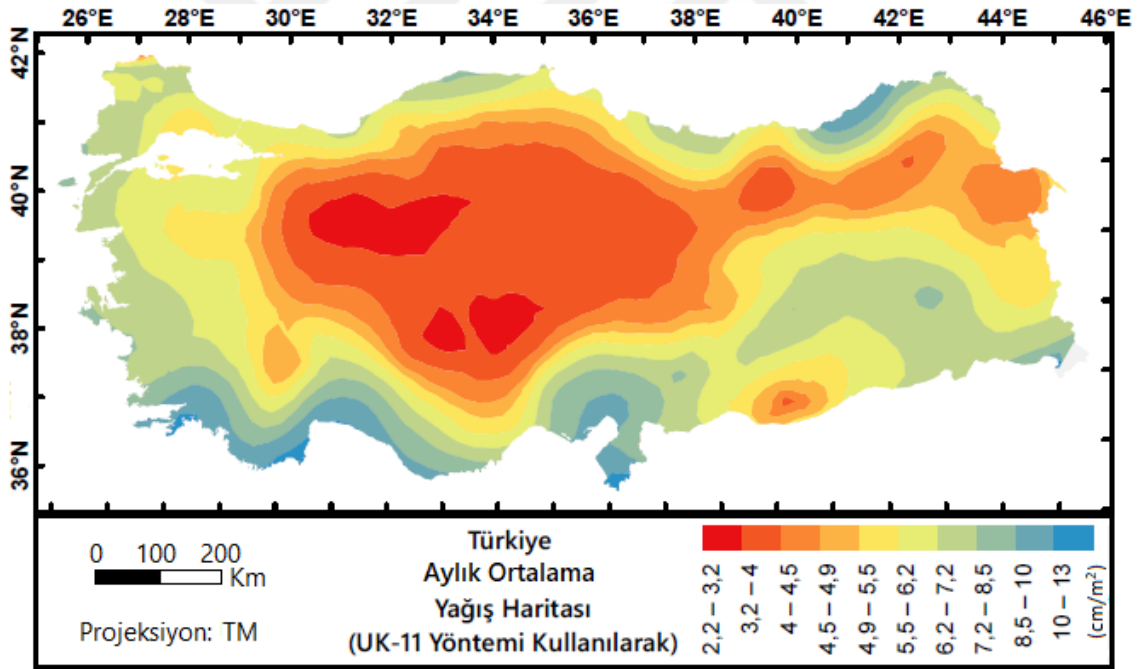 26°E 28°E 30°E 32°E 34°E 36°E 38°E 40°E 42°E 44°E 46°E
42°N
40°N
38°N
36°N
0 100 200
Km
Projeksiyon: TM
Türkiye
Aylık Ortalama
Yağış Haritası
(UK-11 Yöntemi Kullanılarak)
2,2 – 3,2
3,2 – 4
4 – 4,5
4,5 – 4,9
4,9 – 5,5
5,5 – 6,2
6,2 – 7,2
7,2 – 8,5
8,5 – 10
10 – 13
(cm/m²)